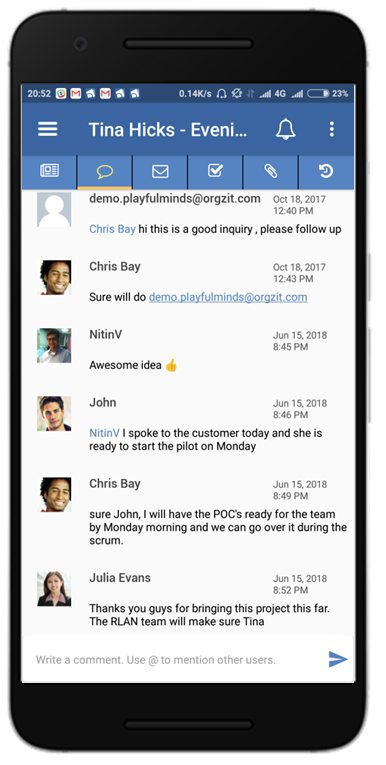 20:52 0.14K/s 4G 23%
Tina Hicks - Eveni...
demo.playfulminds@orgzit.com Oct 18, 2017
12:40 PM
Chris Bay hi this is a good inquiry , please follow up
Chris Bay Oct 18, 2017
12:43 PM
Sure will do demo.playfulminds@orgzit.com
NitinV Jun 15, 2018
8:45 PM
Awesome idea 👍
John Jun 15, 2018
8:46 PM
NitinV I spoke to the customer today and she is
ready to start the pilot on Monday
Chris Bay Jun 15, 2018
8:49 PM
sure John, I will have the POC's ready for the team
by Monday morning and we can go over it during the
scrum.
Julia Evans Jun 15, 2018
8:52 PM
Thanks you guys for bringing this project this far.
The RLAN team will make sure Tina
Write a comment. Use @ to mention other users.